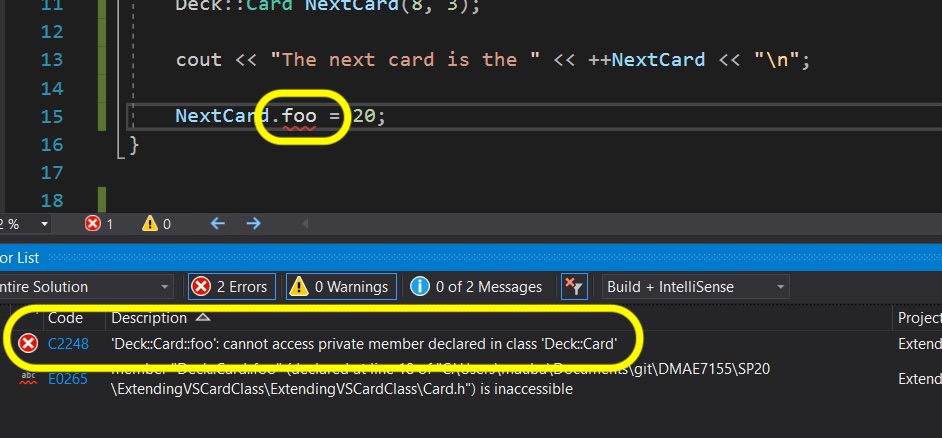 11 Deck::Card NextCard(8, 3);
12
13 cout << "The next card is the " << ++NextCard << "\n";
14
15 NextCard.foo = 20;
16 }
17
18
2 % 1 0
or List
ntire Solution 2 Errors 0 Warnings 0 of 2 Messages Build + IntelliSense
Code Description Project
C2248 'Deck::Card::foo': cannot access private member declared in class 'Deck::Card' Extend
abc E0265 member "Deck::Card::foo" (declared at line 18 of "C:\Users\maabu\Documents\git\DMAE7155\SP20
\ExtendingVSCardClass\ExtendingVSCardClass\Card.h") is inaccessible Extend